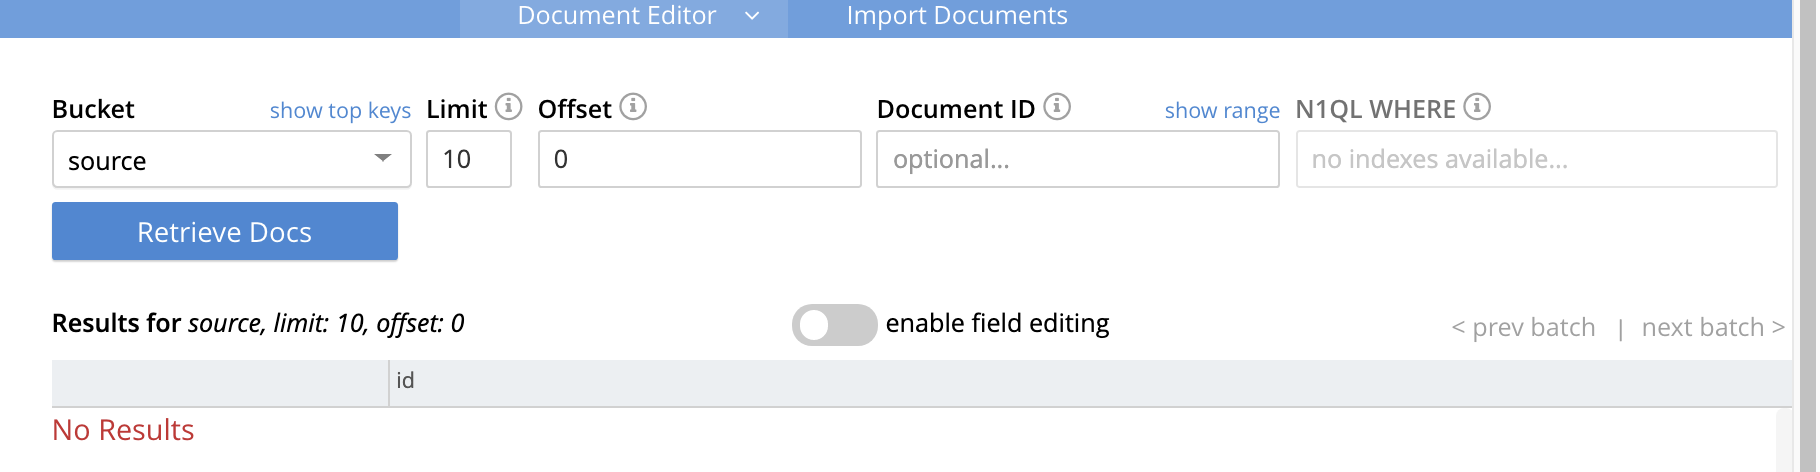 Document Editor Import Documents
Bucket show top keys Limit Offset Document ID show range N1QL WHERE
source 10 0 optional... no indexes available...
Retrieve Docs
Results for source, limit: 10, offset: 0 enable field editing < prev batch | next batch >
id
No Results